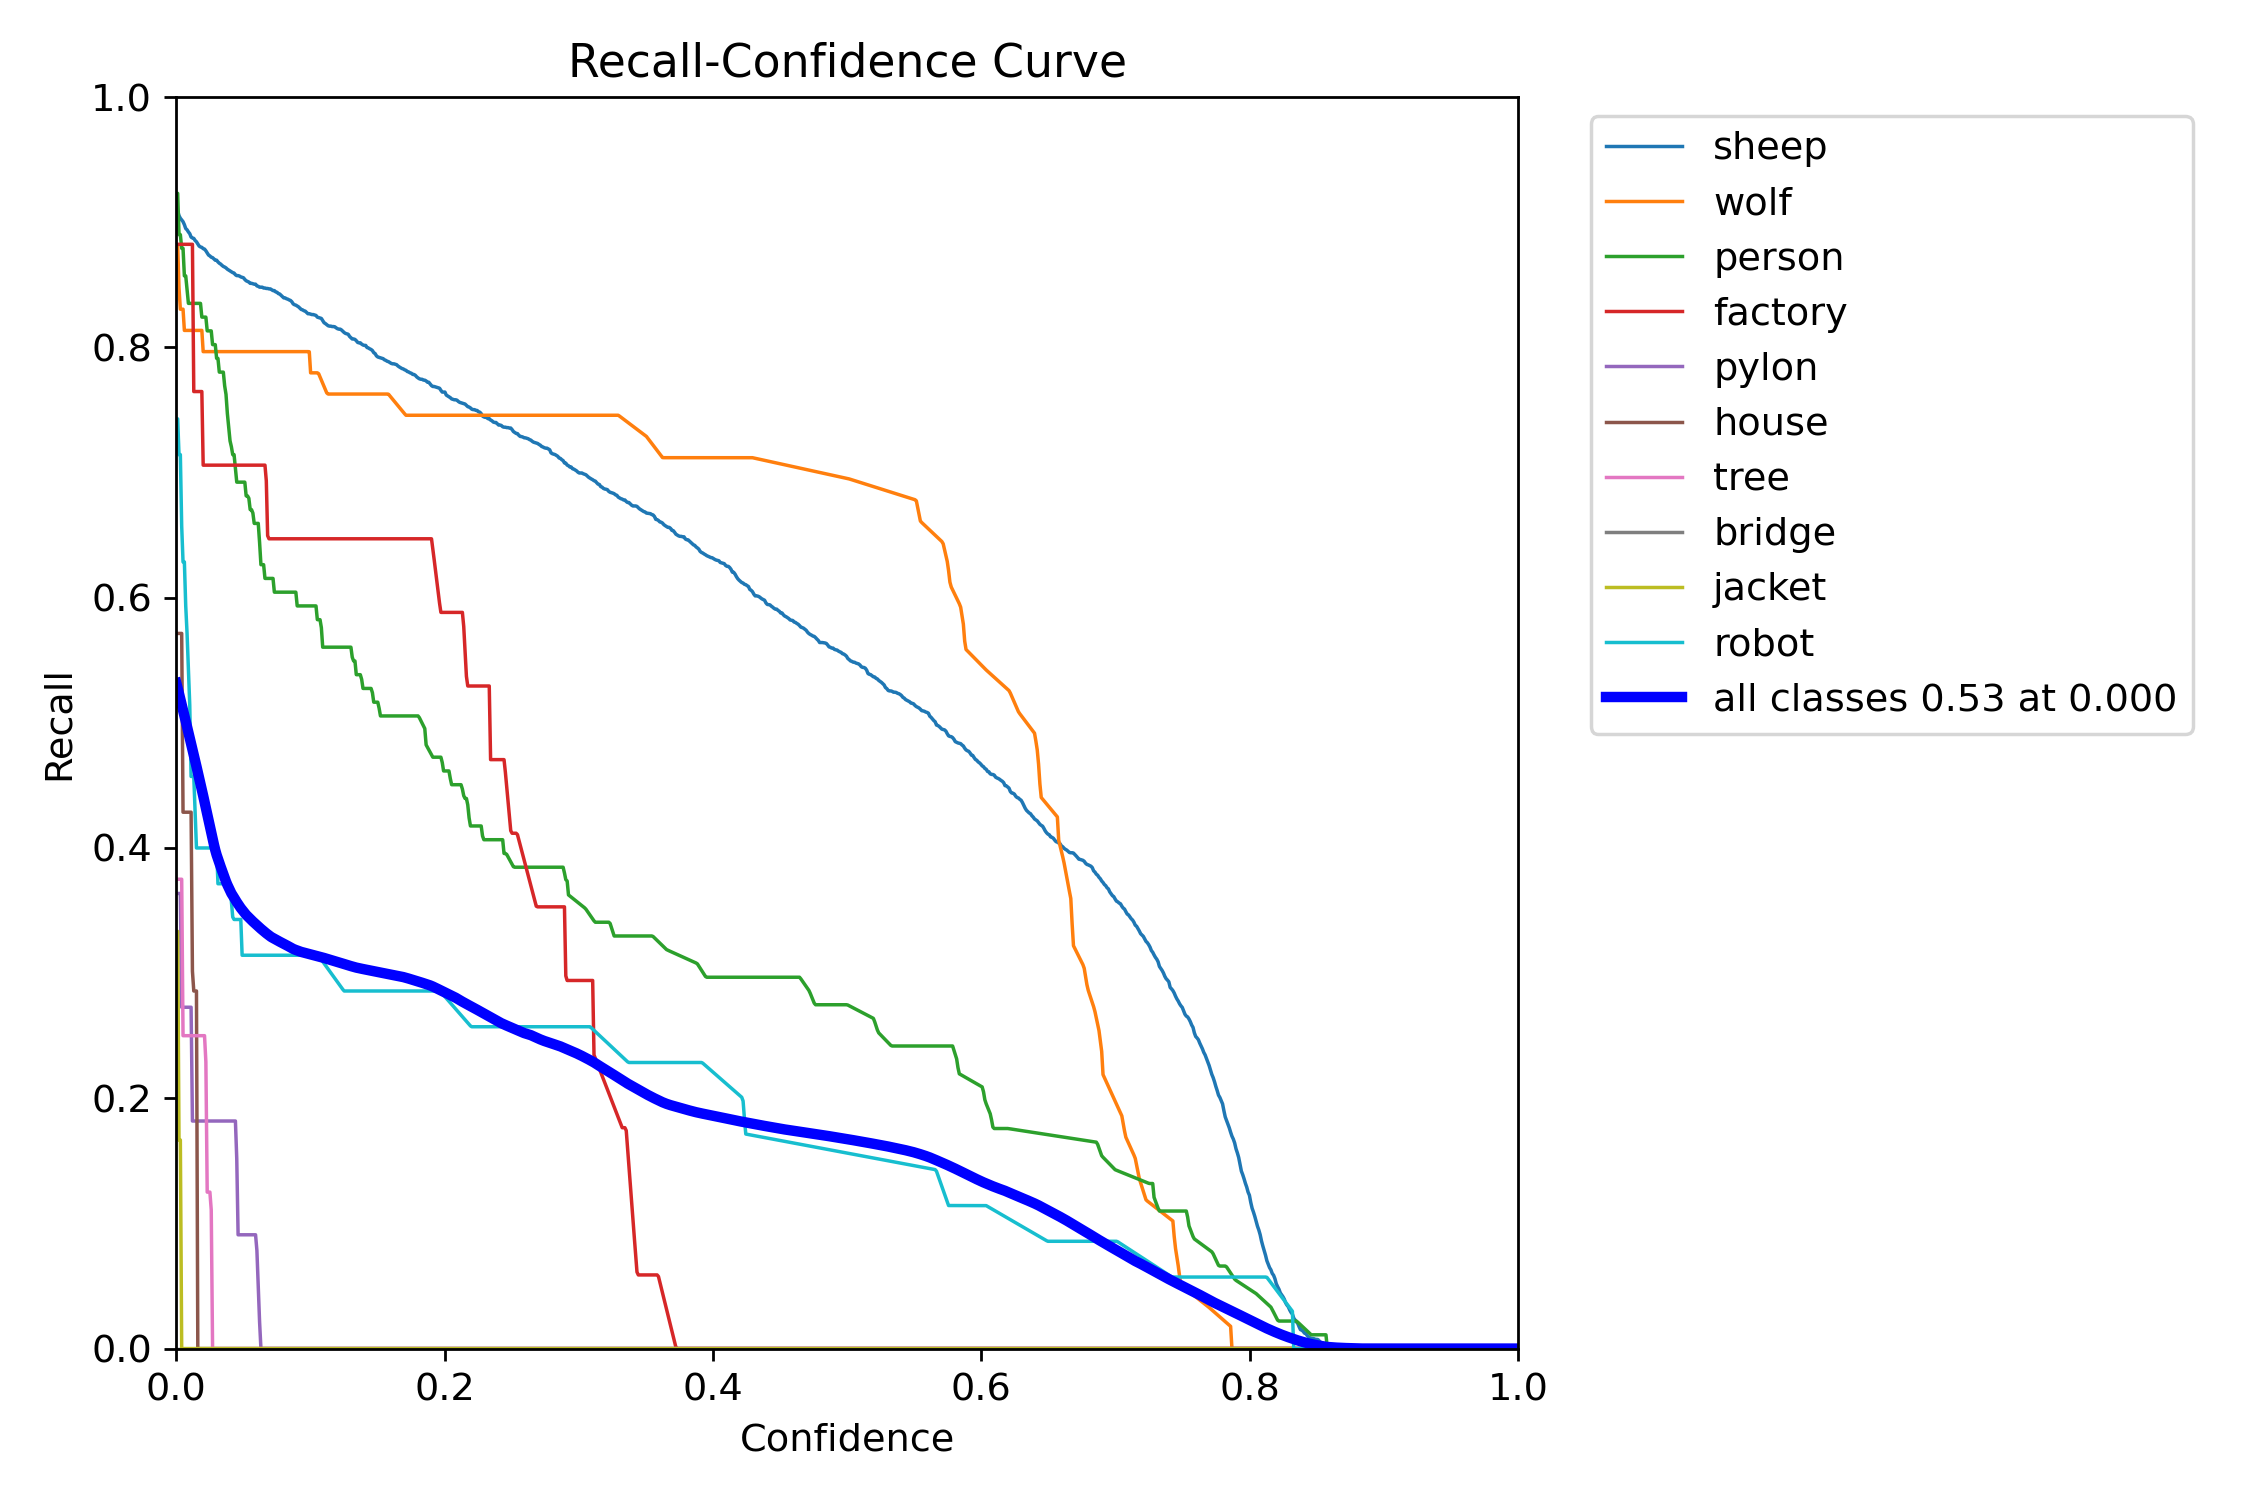 Recall-Confidence Curve
1.0
0.8
0.6
0.4
0.2
0.0
Recall
0.0 0.2 0.4 0.6 0.8 1.0
Confidence
sheep
wolf
person
factory
pylon
house
tree
bridge
jacket
robot
all classes 0.53 at 0.000